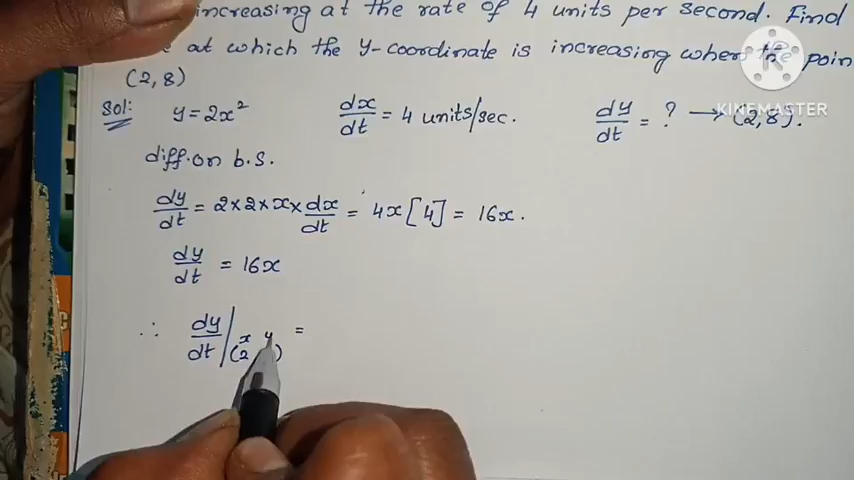 increasing at the rate of 4 units per second. Find
at which the y-coordinate is increasing when the poin
(2,8)
Sol: y = 2x² dx/dt = 4 units/sec. dy/dt = ? → (2,8).
diff. on b.s.
dy/dt = 2×2×x×dx/dt = 4x[4] = 16x.
dy/dt = 16x
∴ dy/dt | x y =
(2 )
KINEMASTER